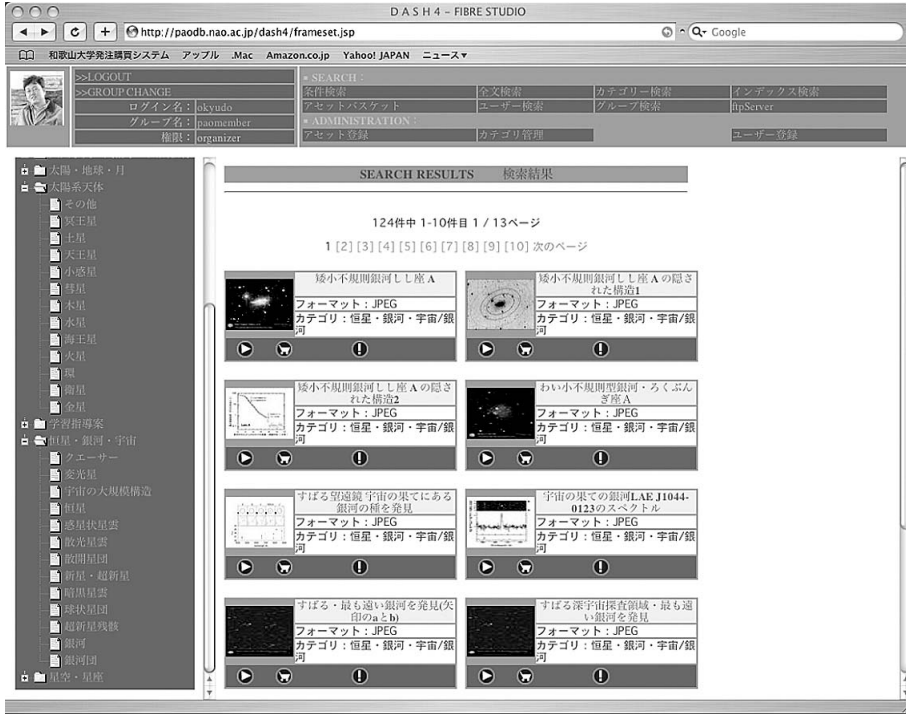 DASH4 – FIBRE STUDIO
http://paodb.nao.ac.jp/dash4/frameset.jsp
Google
和歌山大学発注購買システム アップル .Mac Amazon.co.jp Yahoo! JAPAN ニュース▼
>>LOGOUT
>>GROUP CHANGE
ログイン名： okyudo
グループ名： paomember
権限： organizer
SEARCH：
条件検索 全文検索 カテゴリー検索 インデックス検索
アセットバスケット ユーザー検索 グループ検索 ftpServer
ADMINISTRATION：
アセット登録 カテゴリ管理 ユーザー登録
太陽・地球・月
太陽系天体
その他
冥王星
土星
天王星
小惑星
彗星
木星
水星
海王星
火星
環
衛星
金星
学習指導案
恒星・銀河・宇宙
クエーサー
変光星
宇宙の大規模構造
恒星
惑星状星雲
散光星雲
散開星団
新星・超新星
暗黒星雲
球状星団
超新星残骸
銀河
銀河団
星空・星座
SEARCH RESULTS 検索結果
124件中 1-10件目 1 / 13ページ
1 [2] [3] [4] [5] [6] [7] [8] [9] [10] 次のページ
矮小不規則銀河しし座 A
フォーマット：JPEG
カテゴリ：恒星・銀河・宇宙/銀
河
矮小不規則銀河しし座 A の隠さ
れた構造1
フォーマット：JPEG
カテゴリ：恒星・銀河・宇宙/銀
河
矮小不規則銀河しし座 A の隠さ
れた構造2
フォーマット：JPEG
カテゴリ：恒星・銀河・宇宙/銀
河
わい小不規則型銀河・ろくぶん
ぎ座A
フォーマット：JPEG
カテゴリ：恒星・銀河・宇宙/銀
河
すばる望遠鏡 宇宙の果てにある
銀河の種を発見
フォーマット：JPEG
カテゴリ：恒星・銀河・宇宙/銀
河
宇宙の果ての銀河LAE J1044-
0123のスペクトル
フォーマット：JPEG
カテゴリ：恒星・銀河・宇宙/銀
河
すばる・最も遠い銀河を発見(矢
印のaとb)
フォーマット：JPEG
カテゴリ：恒星・銀河・宇宙/銀
河
すばる深宇宙探査領域・最も遠
い銀河を発見
フォーマット：JPEG
カテゴリ：恒星・銀河・宇宙/銀
河